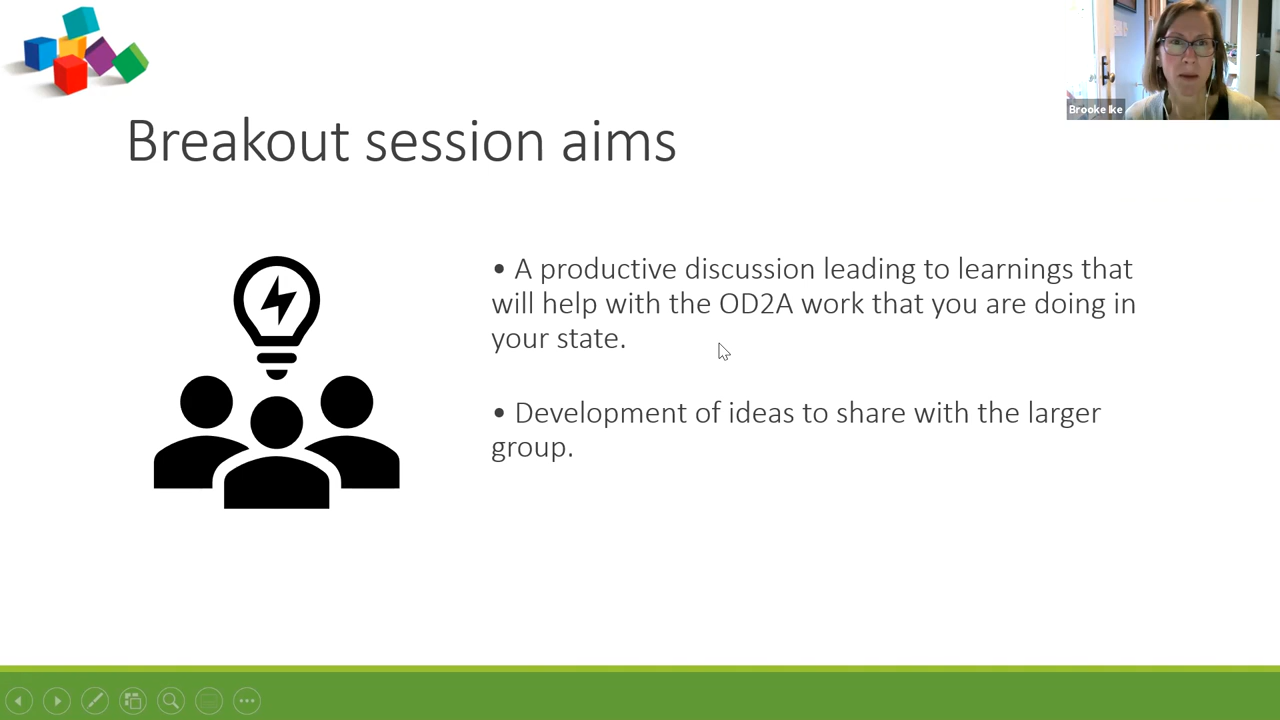 Brooke Ike
Breakout session aims
• A productive discussion leading to learnings that
will help with the OD2A work that you are doing in
your state.
• Development of ideas to share with the larger
group.